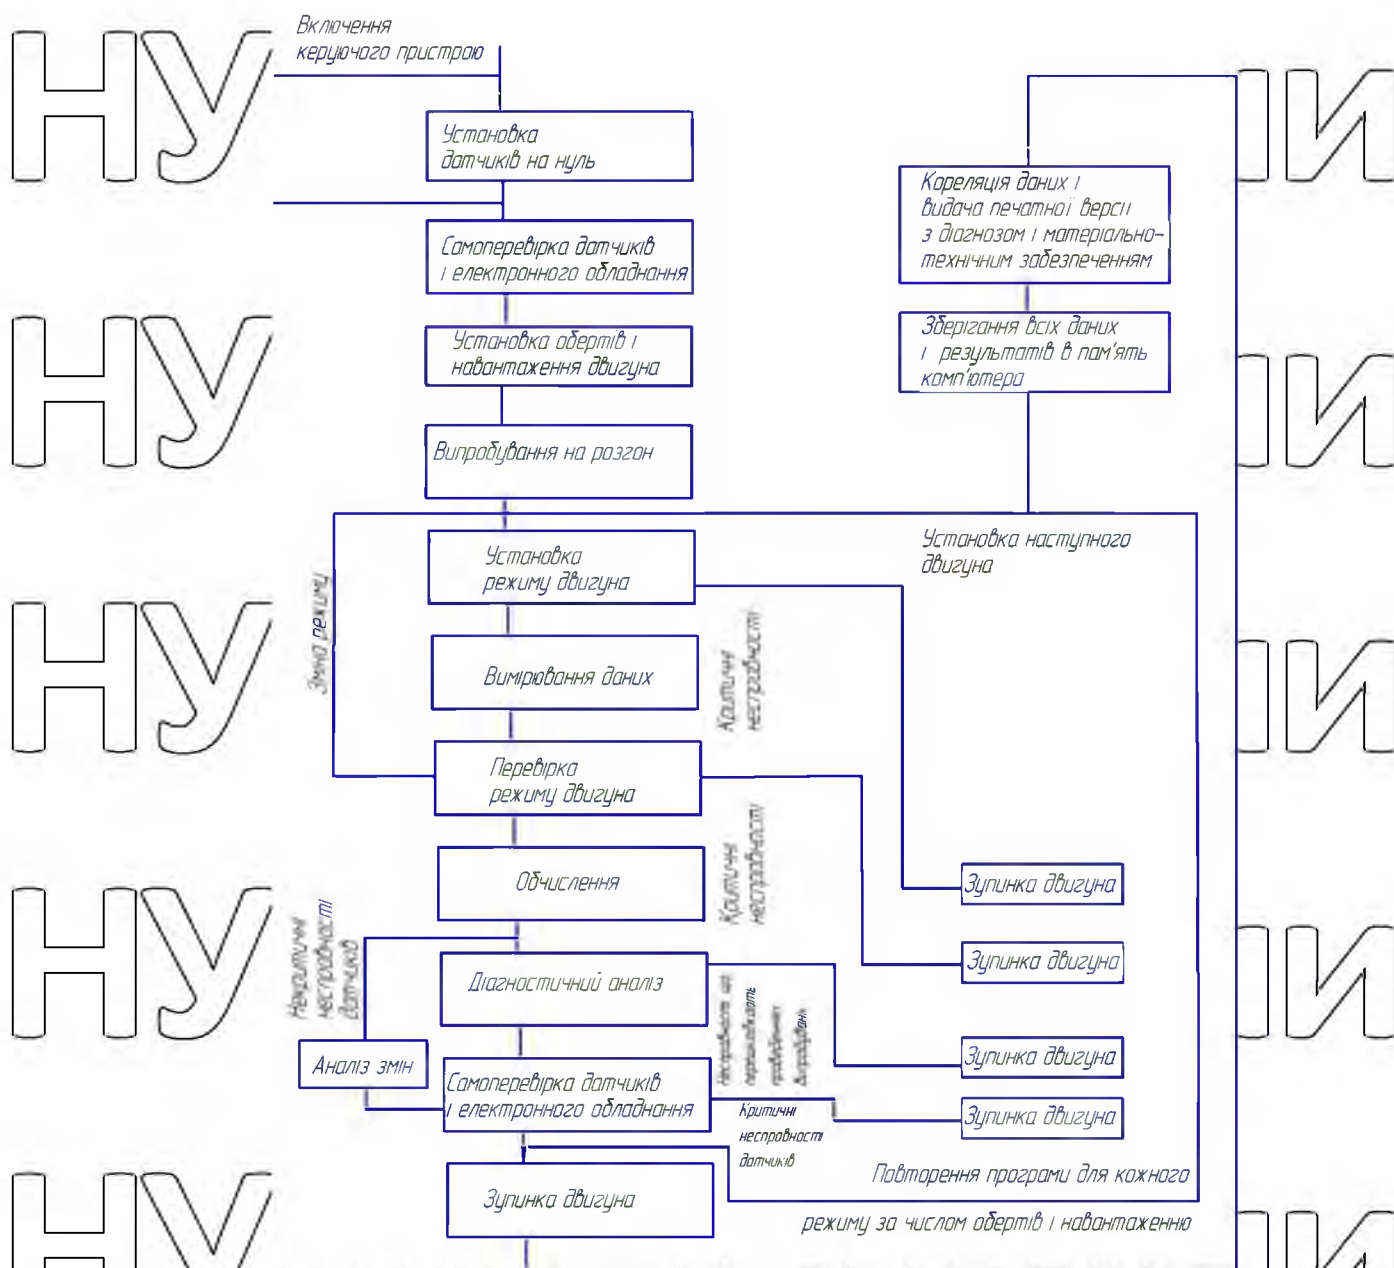 НУ
Включення
керуючого пристрою
Установка
датчиків на нуль
Самоперевірка датчиків
і електронного обладнання
Установка обертів і
навантаження двигуна
Випробування на розгон
Установка
режиму двигуна
Зміна режиму
Вимірювання даних
Критичні
несправності
Перевірка
режиму двигуна
Критичні
несправності
Обчислення
Некритичні
несправності
датчиків
Діагностичний аналіз
Аналіз змін
Самоперевірка датчиків
і електронного обладнання
Критичні
несправності
датчиків
Зупинка двигуна
Кореляція даних і
видача печатної версіі
з діагнозом і матеріально-
технічним забезпеченням
Зберігання всіх даних
і результатів в пам'ять
комп'ютера
Установка наступного
двигуна
Зупинка двигуна
Зупинка двигуна
Зупинка двигуна
Зупинка двигуна
Повторення програми для кожного
режиму за числом обертів і навантаженню
НУ
НУ
НУ
НУ